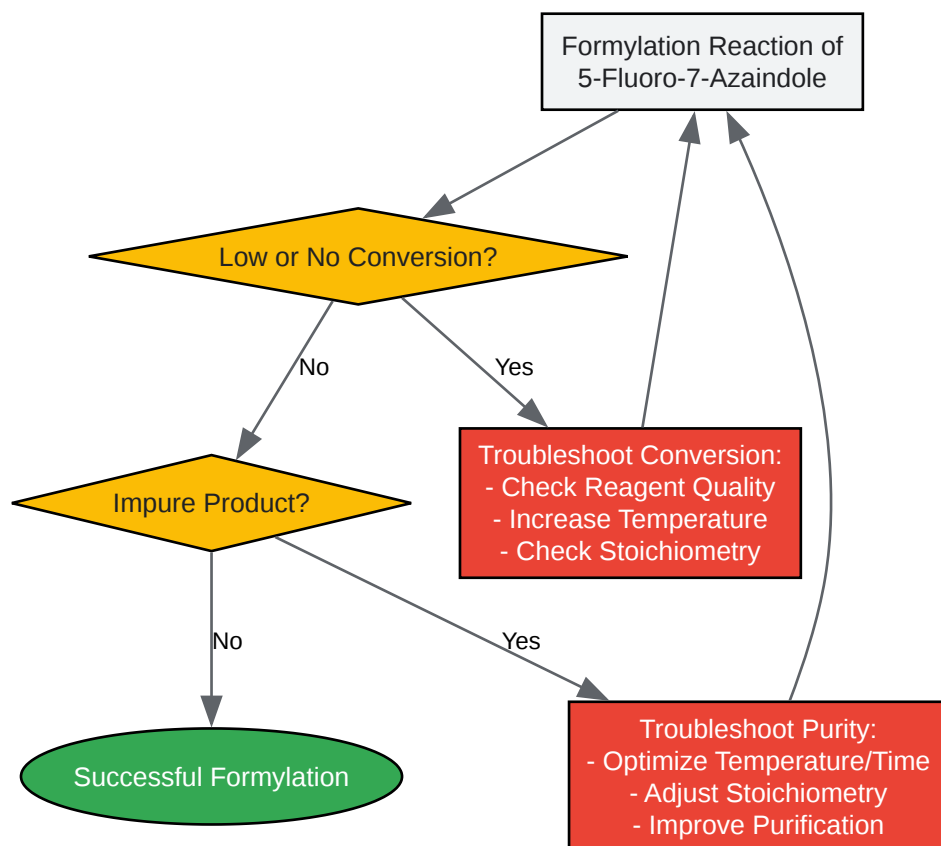 Formylation Reaction of
5-Fluoro-7-Azaindole
Low or No Conversion?
No
Yes
Troubleshoot Conversion:
- Check Reagent Quality
- Increase Temperature
- Check Stoichiometry
Impure Product?
No
Yes
Successful Formylation
Troubleshoot Purity:
- Optimize Temperature/Time
- Adjust Stoichiometry
- Improve Purification